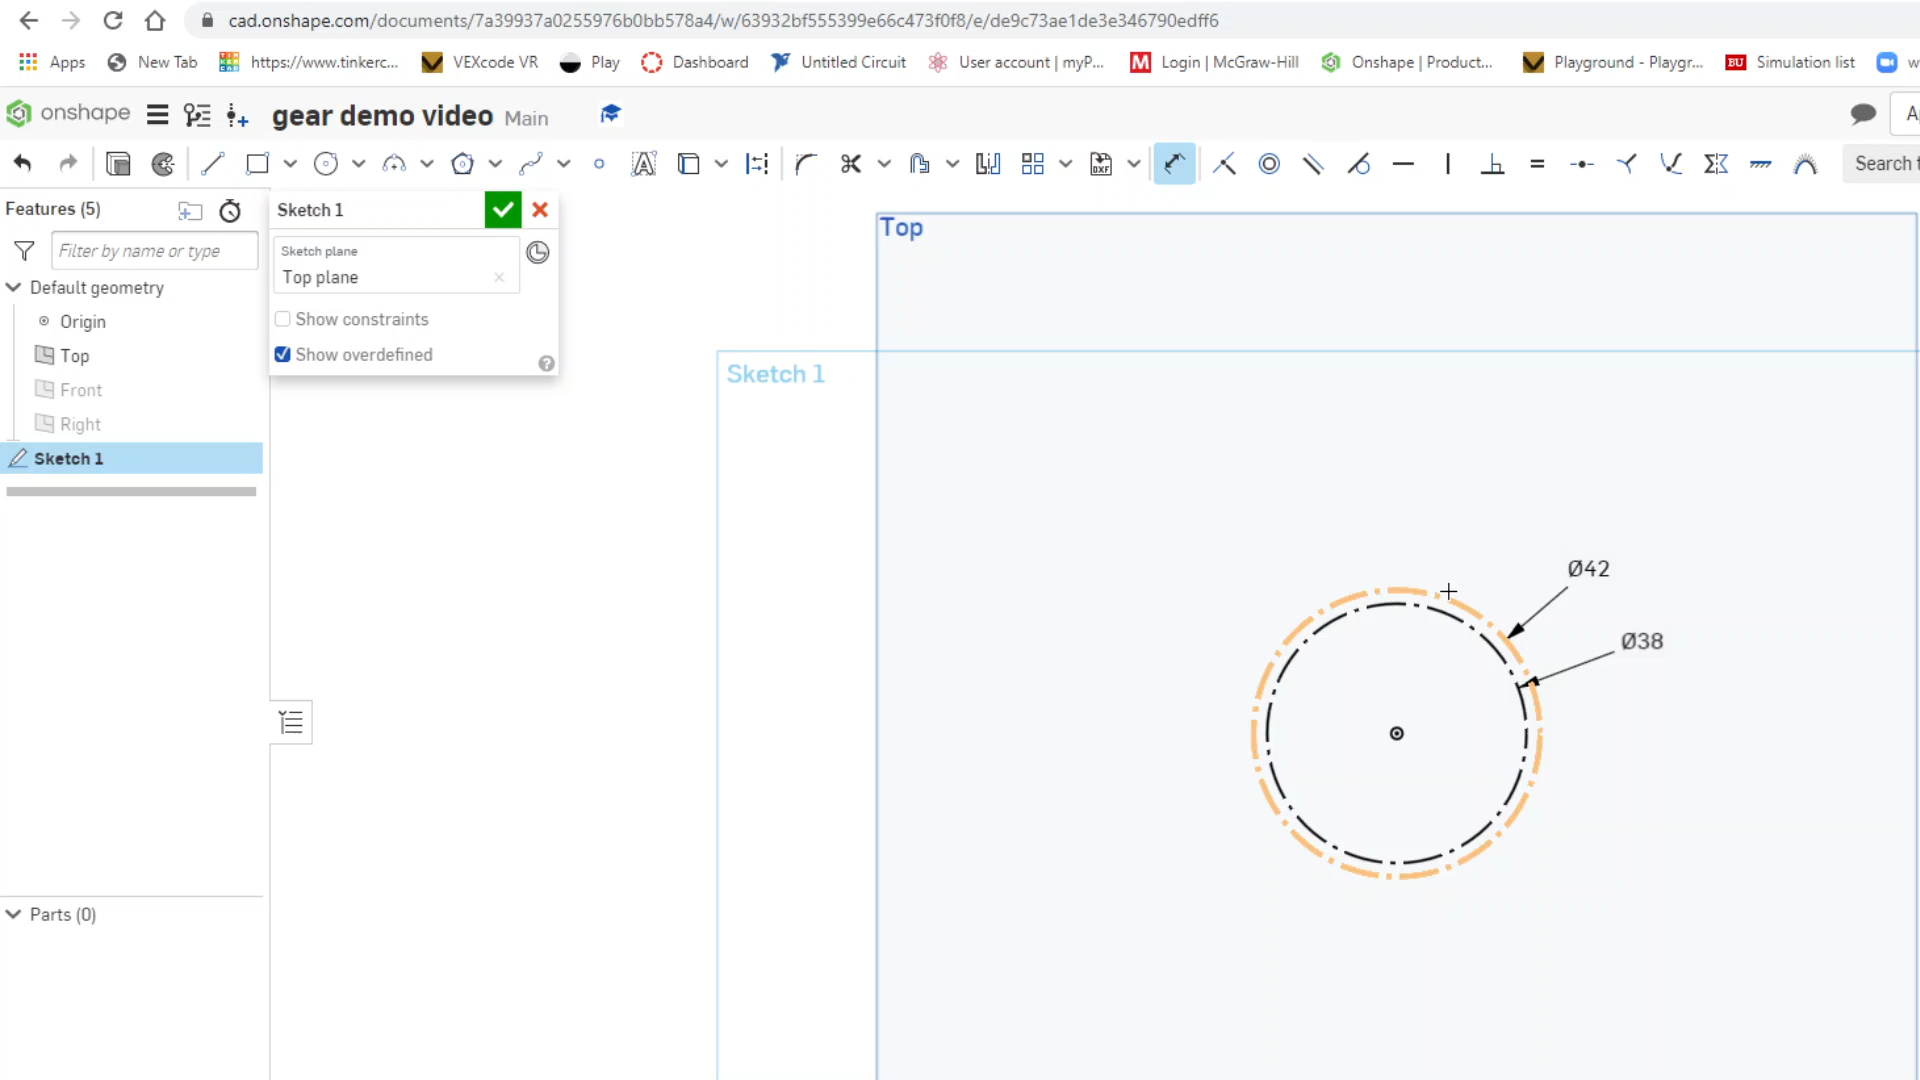 cad.onshape.com/documents/7a39937a0255976b0bb578a4/w/63932bf555399e66c473f0f8/e/de9c73ae1de3e346790edff6
Apps New Tab https://www.tinkerc... VEXcode VR Play Dashboard Untitled Circuit User account | myP... M Login | McGraw-Hill Onshape | Product... Playground - Playgr... BU Simulation list w
onshape gear demo video Main
DXF Search
Features (5)
Filter by name or type
Default geometry
Origin
Top
Front
Right
Sketch 1
Parts (0)
Sketch 1
Sketch plane
Top plane
Show constraints
Show overdefined
Top
Sketch 1
Ø42
Ø38